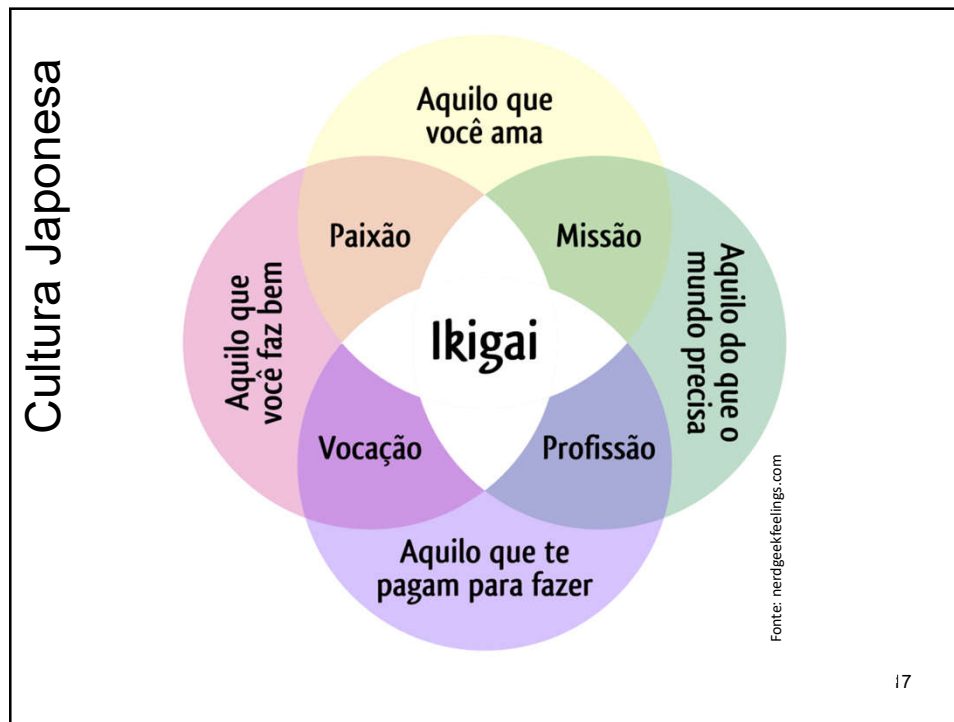 Cultura Japonesa
Aquilo que
você ama
Paixão
Missão
Aquilo que
você faz bem
Ikigai
Aquilo do que o
mundo precisa
Vocação
Profissão
Aquilo que te
pagam para fazer
Fonte: nerdgeekfeelings.com
17